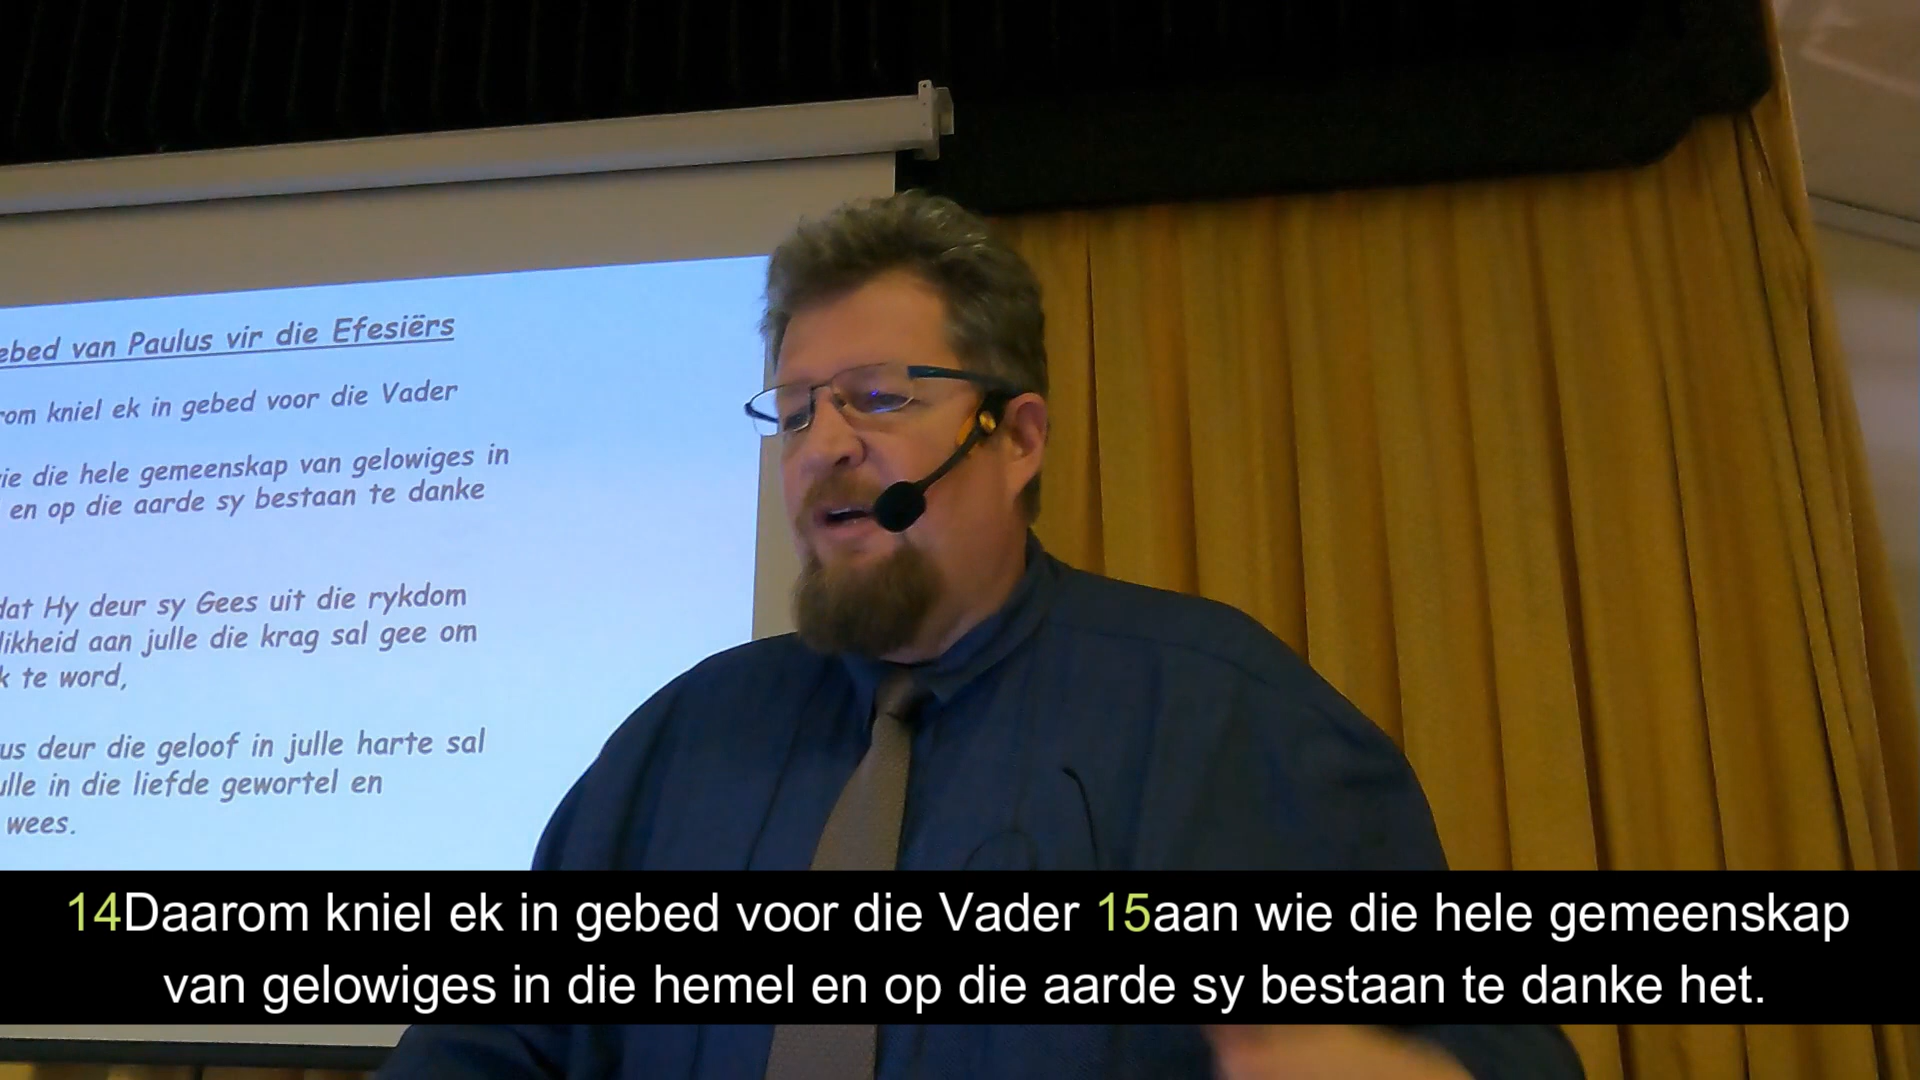 ebed van Paulus vir die Efesiërs
rom kniel ek in gebed voor die Vader
ie die hele gemeenskap van gelowiges in
en op die aarde sy bestaan te danke
dat Hy deur sy Gees uit die rykdom
likheid aan julle die krag sal gee om
k te word,
us deur die geloof in julle harte sal
ulle in die liefde gewortel en
wees.
14Daarom kniel ek in gebed voor die Vader 15aan wie die hele gemeenskap
van gelowiges in die hemel en op die aarde sy bestaan te danke het.